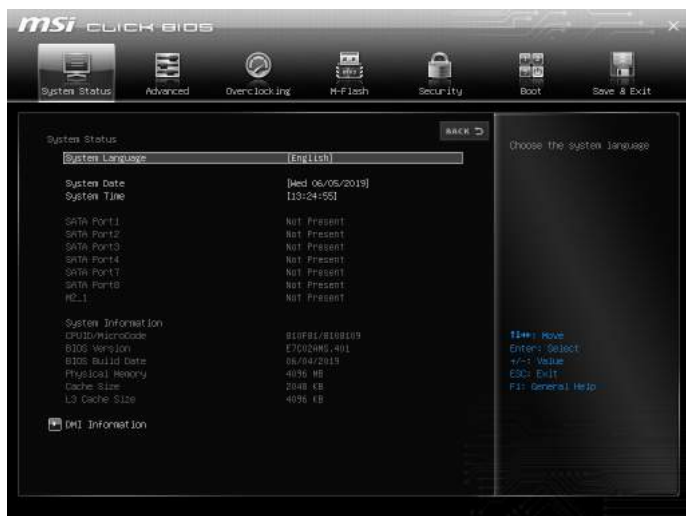 msi CLICK BIOS
System Status Advanced Overclocking M-Flash Security Boot Save & Exit
System Status
BACK
Choose the system language
System Language [English]
System Date [Wed 06/05/2019]
System Time [13:24:55]
SATA Port1 Not Present
SATA Port2 Not Present
SATA Port3 Not Present
SATA Port4 Not Present
SATA Port7 Not Present
SATA Port8 Not Present
M2_1 Not Present
System Information
CPUID/MicroCode 810F81/8108109
BIOS Version E7C02AMS.401
BIOS Build Date 06/04/2019
Physical Memory 4096 MB
Cache Size 2048 KB
L3 Cache Size 4096 KB
DMI Information
↑↓→←: Move
Enter: Select
+/-: Value
ESC: Exit
F1: General Help